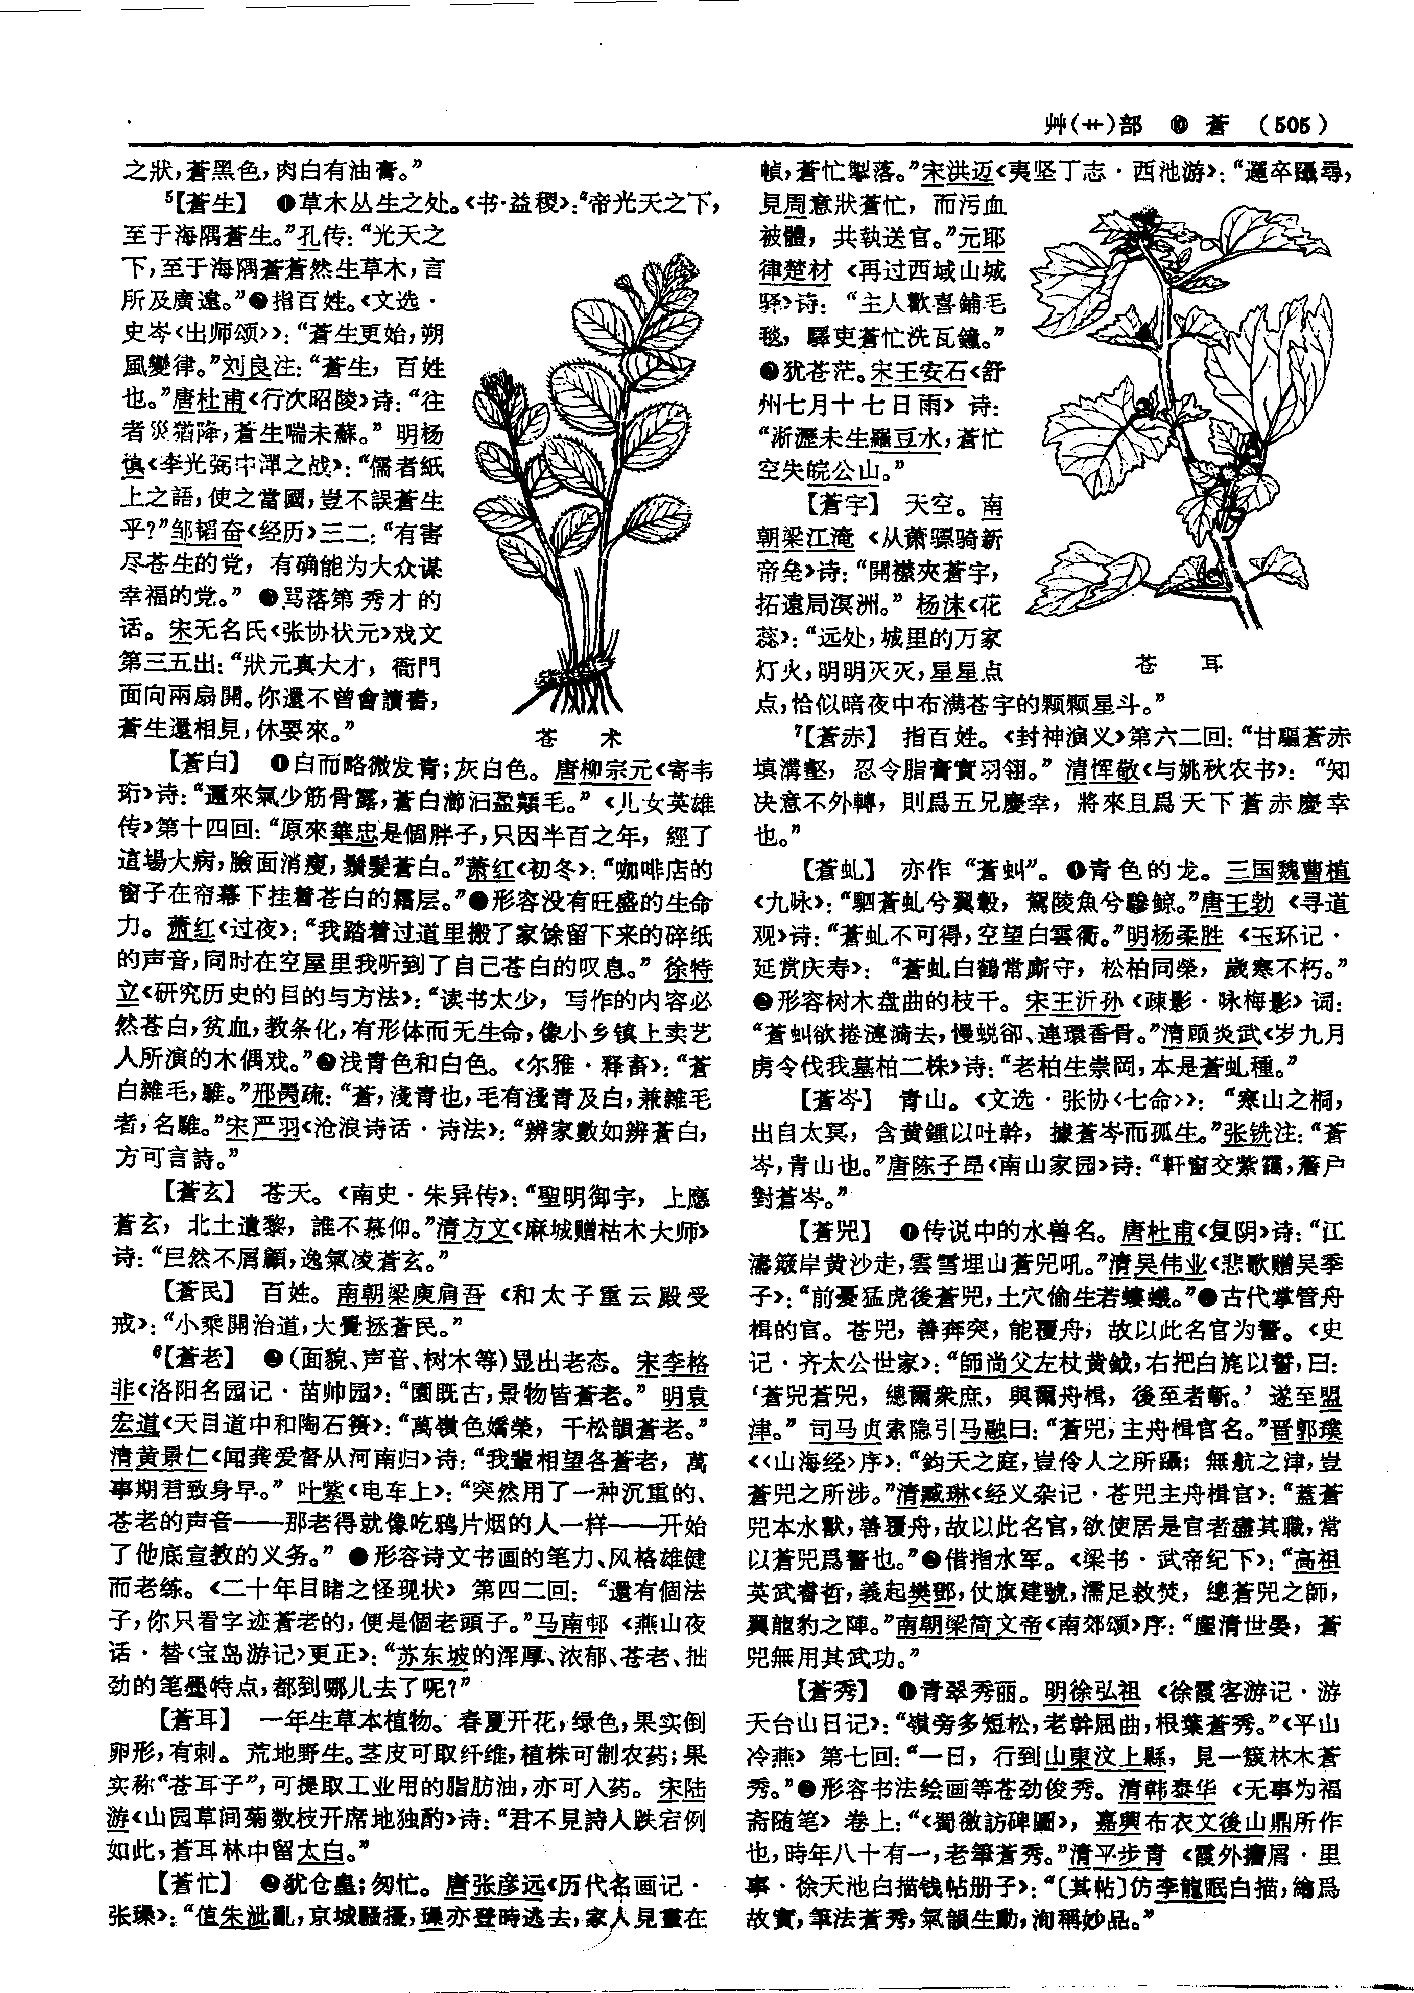 艸(艹)部 ⑩ 蒼 (505)
之狀,蒼黑色,肉白有油膏。”
⁵【蒼生】 ❶草木丛生之处。《书·益稷》:“帝光天之下,
至于海隅蒼生。”孔传:“光天之
下,至于海隅蒼蒼然生草木,言
所及廣遠。”❷指百姓。《文选·
史岑〈出师颂〉》:“蒼生更始,朔
風變律。”刘良注:“蒼生,百姓
也。”唐杜甫《行次昭陵》诗:“往
者災猶降,蒼生喘未蘇。” 明杨
慎《李光弼中潬之战》:“儒者紙
上之語,使之當國,豈不誤蒼生
乎?”邹韬奋《经历》三二:“有害
尽苍生的党,有确能为大众谋
幸福的党。” ❸骂落第秀才的
话。宋无名氏《张协状元》戏文
第三五出:“狀元真大才,衙門
面向兩扇開。你還不曾會讀書,
蒼生還相見,休要來。”
苍 术
【蒼白】 ❶白而略微发青;灰白色。唐柳宗元《寄韦
珩》诗:“邇來氣少筋骨露,蒼白瀄汩盈顛毛。”《儿女英雄
传》第十四回:“原來華忠是個胖子,只因半百之年,經了
這場大病,臉面消瘦,鬚髮蒼白。”萧红《初冬》:“咖啡店的
窗子在帘幕下挂着苍白的霜层。”❷形容没有旺盛的生命
力。萧红《过夜》:“我踏着过道里搬了家馀留下来的碎纸
的声音,同时在空屋里我听到了自己苍白的叹息。” 徐特
立《研究历史的目的与方法》:“读书太少,写作的内容必
然苍白,贫血,教条化,有形体而无生命,像小乡镇上卖艺
人所演的木偶戏。”❸浅青色和白色。《尔雅·释畜》:“蒼
白雜毛,騅。”邢昺疏:“蒼,淺青也,毛有淺青及白,兼雜毛
者,名騅。”宋严羽《沧浪诗话·诗法》:“辨家數如辨蒼白,
方可言詩。”
【蒼玄】 苍天。《南史·朱异传》:“聖明御宇,上應
蒼玄,北土遺黎,誰不慕仰。”清方文《麻城赠枯木大师》
诗:“巨然不屑顧,逸氣凌蒼玄。”
【蒼民】 百姓。南朝梁庾肩吾《和太子重云殿受
戒》:“小乘開治道,大覺拯蒼民。”
⁶【蒼老】 ❶(面貌、声音、树木等)显出老态。宋李格
非《洛阳名园记·苗帅园》:“園既古,景物皆蒼老。” 明袁
宏道《天目道中和陶石篑》:“萬嶺色嬌榮,千松韻蒼老。”
清黄景仁《闻龚爱督从河南归》诗:“我輩相望各蒼老,萬
事期君致身早。” 叶紫《电车上》:“突然用了一种沉重的、
苍老的声音——那老得就像吃鸦片烟的人一样——开始
了他底宣教的义务。” ❷形容诗文书画的笔力、风格雄健
而老练。《二十年目睹之怪现状》第四二回:“還有個法
子,你只看字迹蒼老的,便是個老頭子。”马南邨《燕山夜
话·替〈宝岛游记〉更正》:“苏东坡的浑厚、浓郁、苍老、拙
劲的笔墨特点,都到哪儿去了呢?”
【蒼耳】 一年生草本植物。春夏开花,绿色,果实倒
卵形,有刺。荒地野生。茎皮可取纤维,植株可制农药;果
实称“苍耳子”,可提取工业用的脂肪油,亦可入药。宋陆
游《山园草间菊数枝开席地独酌》诗:“君不見詩人跌宕例
如此,蒼耳林中留太白。”
【蒼忙】 ❶犹仓皇;匆忙。唐张彦远《历代名画记·
张璪》:“值朱泚亂,京城騷擾,璪亦登時逃去,家人見畫在
幀,蒼忙掣落。”宋洪迈《夷坚丁志·西池游》:“邏卒躡尋,
見周意狀蒼忙,而污血
被體,共執送官。”元耶
律楚材《再过西域山城
驿》诗:“主人歡喜鋪毛
毯,驛吏蒼忙洗瓦鐘。”
❷犹苍茫。宋王安石《舒
州七月十七日雨》诗:
“淅瀝未生羅豆水,蒼忙
空失皖公山。”
【蒼宇】 天空。南
朝梁江淹《从萧骠骑新
帝垒》诗:“開襟夾蒼宇,
拓遠局溟洲。” 杨沫《花
蕊》:“远处,城里的万家
灯火,明明灭灭,星星点
点,恰似暗夜中布满苍宇的颗颗星斗。”
苍 耳
⁷【蒼赤】 指百姓。《封神演义》第六二回:“甘驅蒼赤
填溝壑,忍令脂膏實羽翎。” 清恽敬《与姚秋农书》:“知
决意不外轉,則爲五兄慶幸,將來且爲天下蒼赤慶幸
也。”
【蒼虬】 亦作“蒼虯”。❶青色的龙。三国魏曹植
《九咏》:“駟蒼虬兮翼轂,駕陵魚兮驂鯨。”唐王勃《寻道
观》诗:“蒼虬不可得,空望白雲衢。”明杨柔胜《玉环记·
延赏庆寿》:“蒼虬白鶴常廝守,松柏同榮,歲寒不朽。”
❷形容树木盘曲的枝干。宋王沂孙《疏影·咏梅影》词:
“蒼虯欲捲漣漪去,慢蜕卻、連環香骨。”清顾炎武《岁九月
虏令伐我墓柏二株》诗:“老柏生崇岡,本是蒼虬種。”
【蒼岑】 青山。《文选·张协〈七命〉》:“寒山之桐,
出自太冥,含黄鍾以吐幹,據蒼岑而孤生。”张铣注:“蒼
岑,青山也。”唐陈子昂《南山家园》诗:“軒窗交紫靄,簷户
對蒼岑。”
【蒼兕】 ❶传说中的水兽名。唐杜甫《复阴》诗:“江
濤簸岸黄沙走,雲雪埋山蒼兕吼。”清吴伟业《悲歌赠吴季
子》:“前憂猛虎後蒼兕,土穴偷生若螻蟻。”❷古代掌管舟
楫的官。苍兕,善奔突,能覆舟,故以此名官为警。《史
记·齐太公世家》:“師尚父左杖黄鉞,右把白旄以誓,曰:
‘蒼兕蒼兕,總爾衆庶,與爾舟楫,後至者斬。’ 遂至盟
津。” 司马贞索隐引马融曰:“蒼兕,主舟楫官名。”晋郭璞
《〈山海经〉序》:“鈞天之庭,豈伶人之所躡;無航之津,豈
蒼兕之所涉。”清臧琳《经义杂记·苍兕主舟楫官》:“蓋蒼
兕本水獸,善覆舟,故以此名官,欲使居是官者盡其職,常
以蒼兕爲警也。”❸借指水军。《梁书·武帝纪下》:“高祖
英武睿哲,義起樊鄧,仗旗建號,濡足救焚,總蒼兕之師,
翼龍豹之陣。”南朝梁简文帝《南郊颂》序:“塵清世晏,蒼
兕無用其武功。”
【蒼秀】 ❶青翠秀丽。明徐弘祖《徐霞客游记·游
天台山日记》:“嶺旁多短松,老幹屈曲,根葉蒼秀。”《平山
冷燕》第七回:“一日,行到山東汶上縣,見一簇林木蒼
秀。”❷形容书法绘画等苍劲俊秀。清韩泰华《无事为福
斋随笔》卷上:“《蜀徼訪碑圖》,嘉興布衣文後山鼎所作
也,時年八十有一,老筆蒼秀。”清平步青《霞外攟屑·里
事·徐天池白描钱帖册子》:“〔其帖〕仿李龍眠白描,繪爲
故實,筆法蒼秀,氣韻生動,洵稱妙品。”